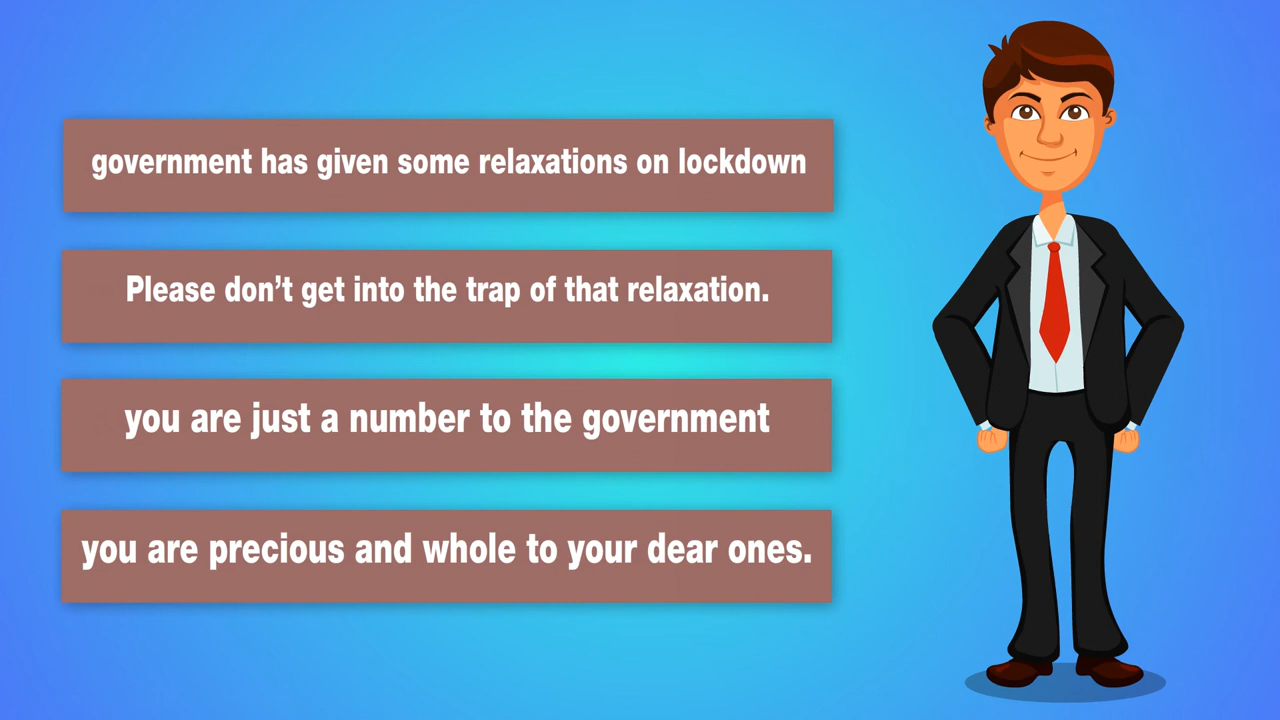 government has given some relaxations on lockdown
Please don’t get into the trap of that relaxation.
you are just a number to the government
you are precious and whole to your dear ones.